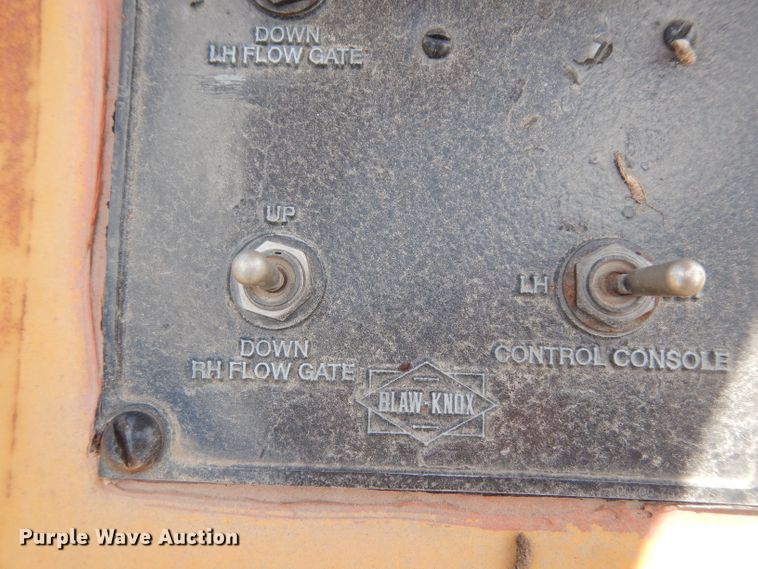 DOWN
LH FLOW GATE
UP
DOWN
RH FLOW GATE
LH
CONTROL CONSOLE
BLAW-KNOX
Purple Wave Auction